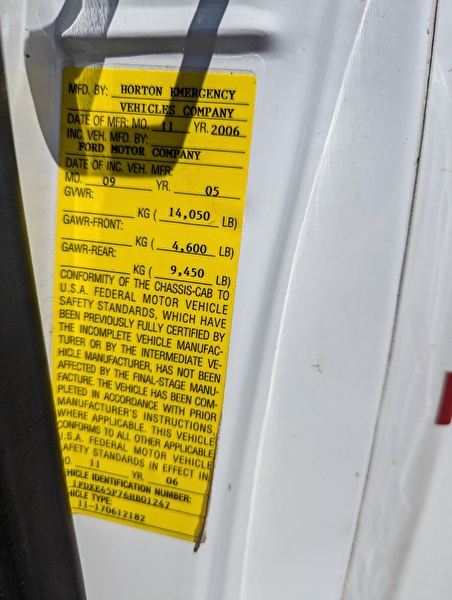 MFD. BY: HORTON EMERGENCY
VEHICLES COMPANY
DATE OF MFR: MO. 11 YR. 2006
INC. VEH. MFD. BY:
FORD MOTOR COMPANY
DATE OF INC. VEH. MFR:
MO. 09 YR. 05
GVWR:
KG ( 14,050 LB)
GAWR-FRONT:
KG ( 4,600 LB)
GAWR-REAR:
KG ( 9,450 LB)
CONFORMITY OF THE CHASSIS-CAB TO
U.S.A. FEDERAL MOTOR VEHICLE
SAFETY STANDARDS, WHICH HAVE
BEEN PREVIOUSLY FULLY CERTIFIED BY
THE INCOMPLETE VEHICLE MANUFAC-
TURER OR BY THE INTERMEDIATE VE-
HICLE MANUFACTURER, HAS NOT BEEN
AFFECTED BY THE FINAL-STAGE MANU-
FACTURE. THE VEHICLE HAS BEEN COM-
PLETED IN ACCORDANCE WITH PRIOR
MANUFACTURER'S INSTRUCTIONS,
WHERE APPLICABLE. THIS VEHICLE
CONFORMS TO ALL OTHER APPLICABLE
U.S.A. FEDERAL MOTOR VEHICLE
SAFETY STANDARDS IN EFFECT IN
O. 11 YR. 06
HICLE IDENTIFICATION NUMBER:
1FDXE45P76HB01247
HICLE TYPE:
11-170612182